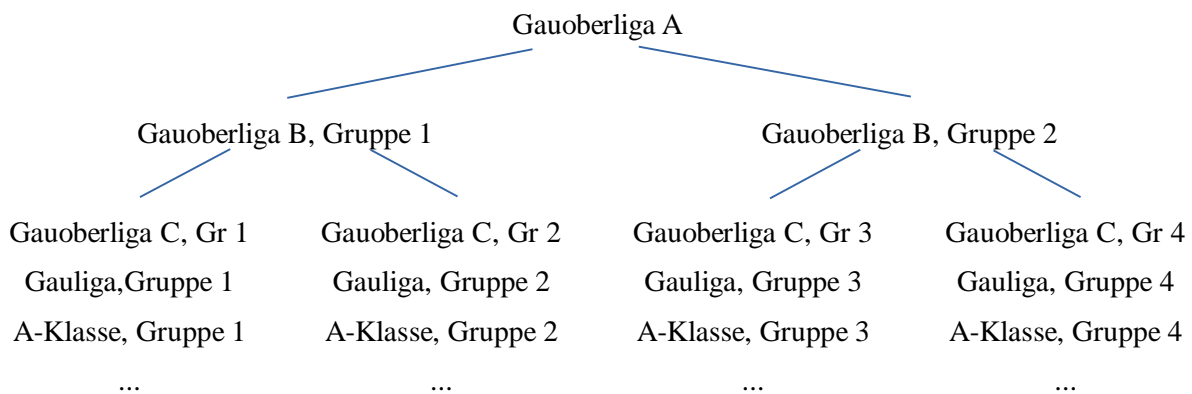 Gauoberliga A
Gauoberliga B, Gruppe 1 Gauoberliga B, Gruppe 2
Gauoberliga C, Gr 1 Gauoberliga C, Gr 2 Gauoberliga C, Gr 3 Gauoberliga C, Gr 4
Gauliga,Gruppe 1 Gauliga, Gruppe 2 Gauliga, Gruppe 3 Gauliga, Gruppe 4
A-Klasse, Gruppe 1 A-Klasse, Gruppe 2 A-Klasse, Gruppe 3 A-Klasse, Gruppe 4
... ... ... ...